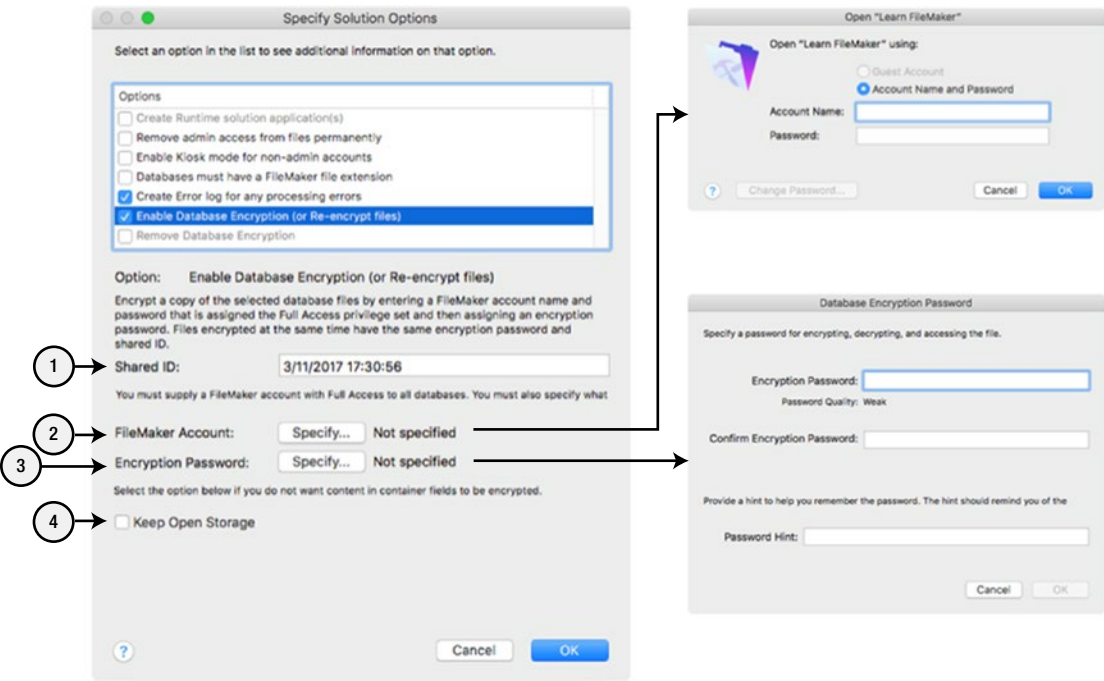 Specify Solution Options
Select an option in the list to see additional information on that option.
Options
Create Runtime solution application(s)
Remove admin access from files permanently
Enable Kiosk mode for non-admin accounts
Databases must have a FileMaker file extension
Create Error log for any processing errors
Enable Database Encryption (or Re-encrypt files)
Remove Database Encryption
Option: Enable Database Encryption (or Re-encrypt files)
Encrypt a copy of the selected database files by entering a FileMaker account name and
password that is assigned the Full Access privilege set and then assigning an encryption
password. Files encrypted at the same time have the same encryption password and
shared ID.
1 Shared ID: 3/11/2017 17:30:56
You must supply a FileMaker account with Full Access to all databases. You must also specify what
2 FileMaker Account: Specify... Not specified
3 Encryption Password: Specify... Not specified
Select the option below if you do not want content in container fields to be encrypted.
4 Keep Open Storage
? Cancel OK
Open "Learn FileMaker"
Open "Learn FileMaker" using:
Guest Account
Account Name and Password
Account Name:
Password:
? Change Password... Cancel OK
Database Encryption Password
Specify a password for encrypting, decrypting, and accessing the file.
Encryption Password:
Password Quality: Weak
Confirm Encryption Password:
Provide a hint to help you remember the password. The hint should remind you of the
Password Hint:
Cancel OK